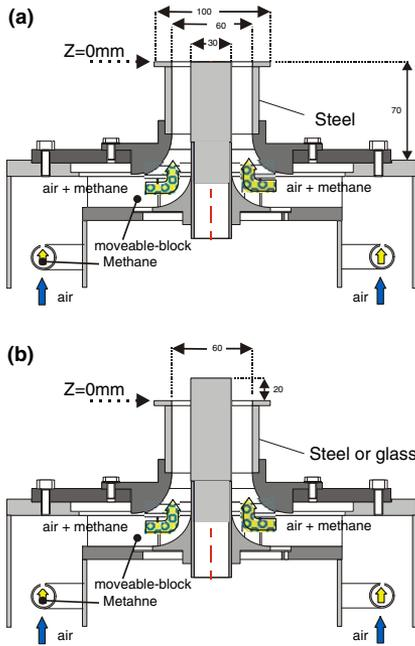 (a)
100
60
30
Z=0mm
70
Steel
air + methane
air + methane
moveable-block
Methane
air
air
(b)
60
20
Z=0mm
Steel or glass
air + methane
air + methane
moveable-block
Metahne
air
air